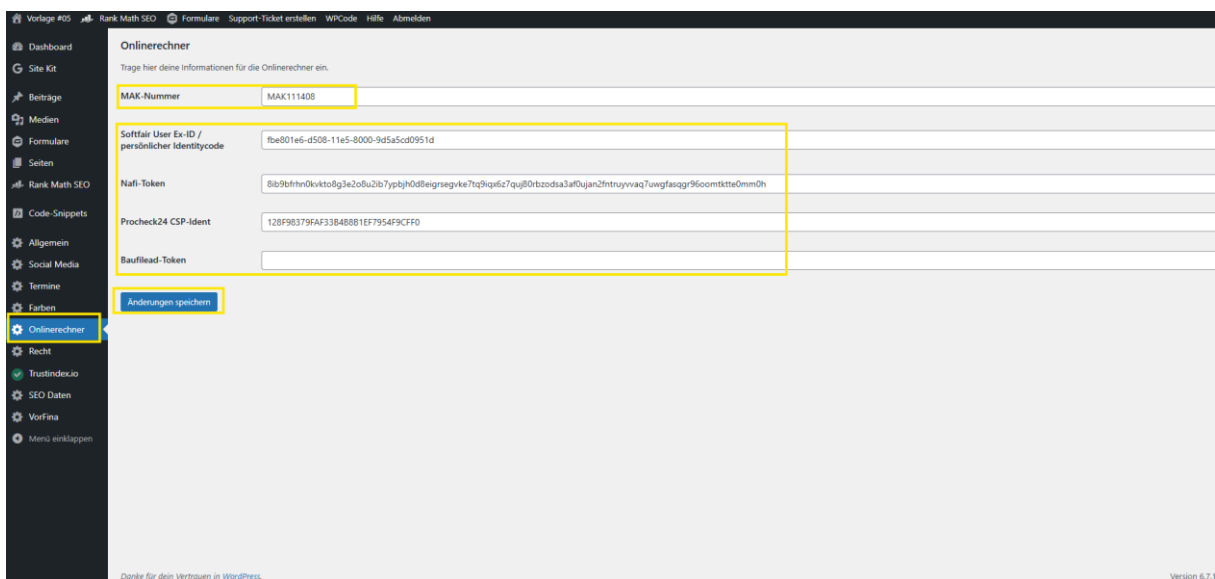 Vorlage #05 Rank Math SEO Formulare Support-Ticket erstellen WPCode Hilfe Abmelden
Dashboard
Site Kit
Beiträge
Medien
Formulare
Seiten
Rank Math SEO
Code-Snippets
Allgemein
Social Media
Termine
Farben
Onlinerechner
Recht
Trustindex.io
SEO Daten
VorFina
Menü einklappen
Onlinerechner
Trage hier deine Informationen für die Onlinerechner ein.
MAK-Nummer MAK111408
Softfair User Ex-ID /
persönlicher Identitycode fbe801e6-d508-11e5-8000-9d5a5cd0951d
Nafi-Token 8ib9bfrhn0kvkto8g3e2o8u2ib7ypbjh0d8eigrsegvke7tq9iqx6z7quj80rbzodsa3af0ujan2fntruyvvaq7uwgfasqgr96oomtktte0mm0h
Procheck24 CSP-Ident 128F98379FAF33B4B8B1EF7954F9CFF0
Baufilead-Token
Änderungen speichern
Danke für dein Vertrauen in WordPress.
Version 6.7.1